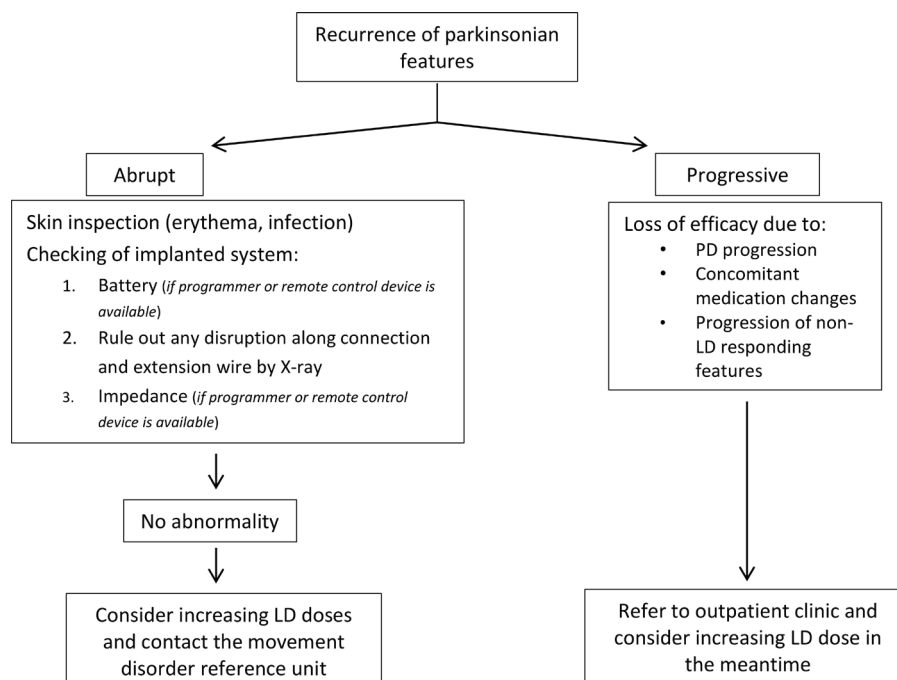 Recurrence of parkinsonian
features
Abrupt
Skin inspection (erythema, infection)
Checking of implanted system:
1. Battery (if programmer or remote control device is
available)
2. Rule out any disruption along connection
and extension wire by X-ray
3. Impedance (if programmer or remote control
device is available)
No abnormality
Consider increasing LD doses
and contact the movement
disorder reference unit
Progressive
Loss of efficacy due to:
• PD progression
• Concomitant
medication changes
• Progression of non-
LD responding
features
Refer to outpatient clinic and
consider increasing LD dose in
the meantime